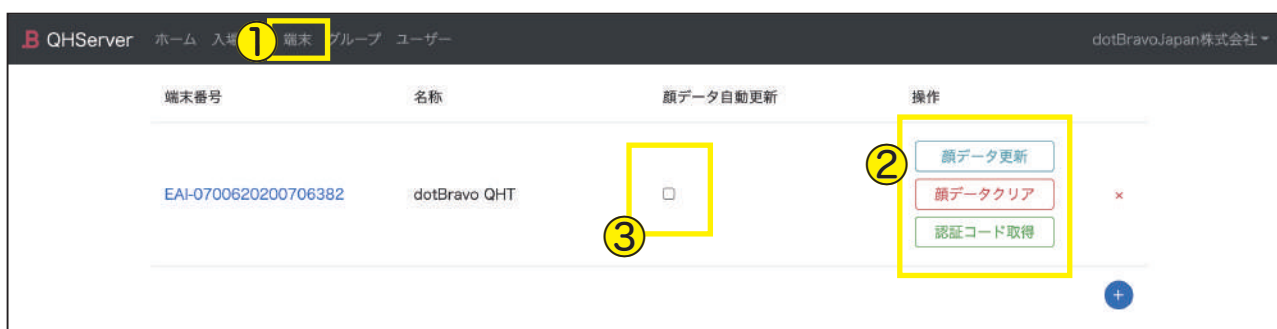 B QHServer ホーム 入場 ① 端末 グループ ユーザー dotBravoJapan株式会社
端末番号 名称 顔データ自動更新 操作
② 顔データ更新
EAI-0700620200706382 dotBravo QHT 顔データクリア ×
③ 認証コード取得
+